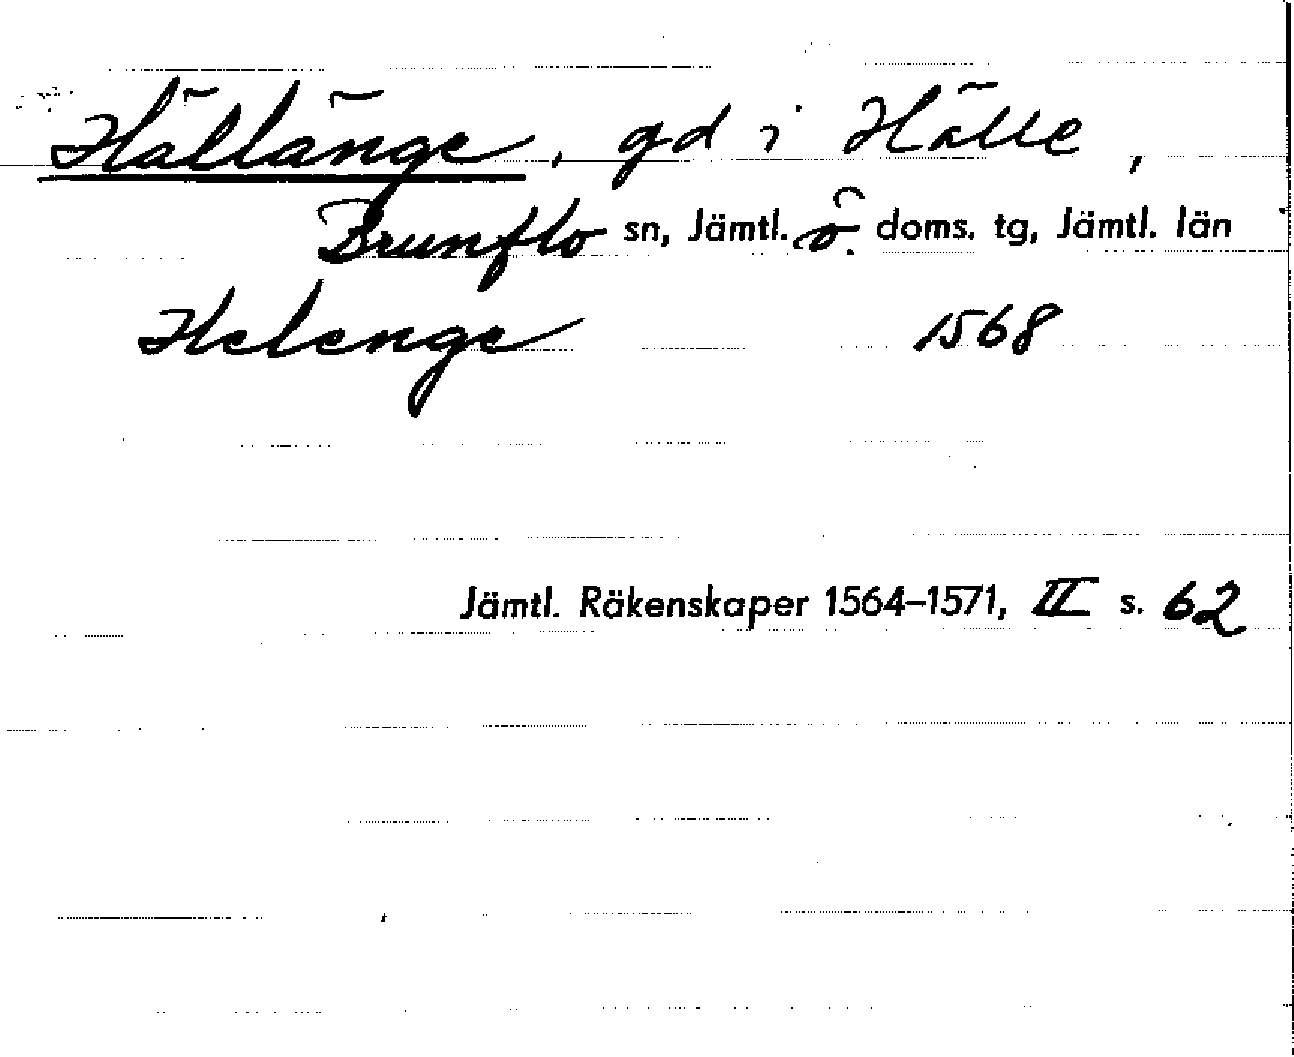 Hällänge, gd i Hälle,
Brunflo sn, Jämtl. ö. doms. tg, Jämtl. län
Helenge 1568
Jämtl. Räkenskaper 1564–1571, II s. 62